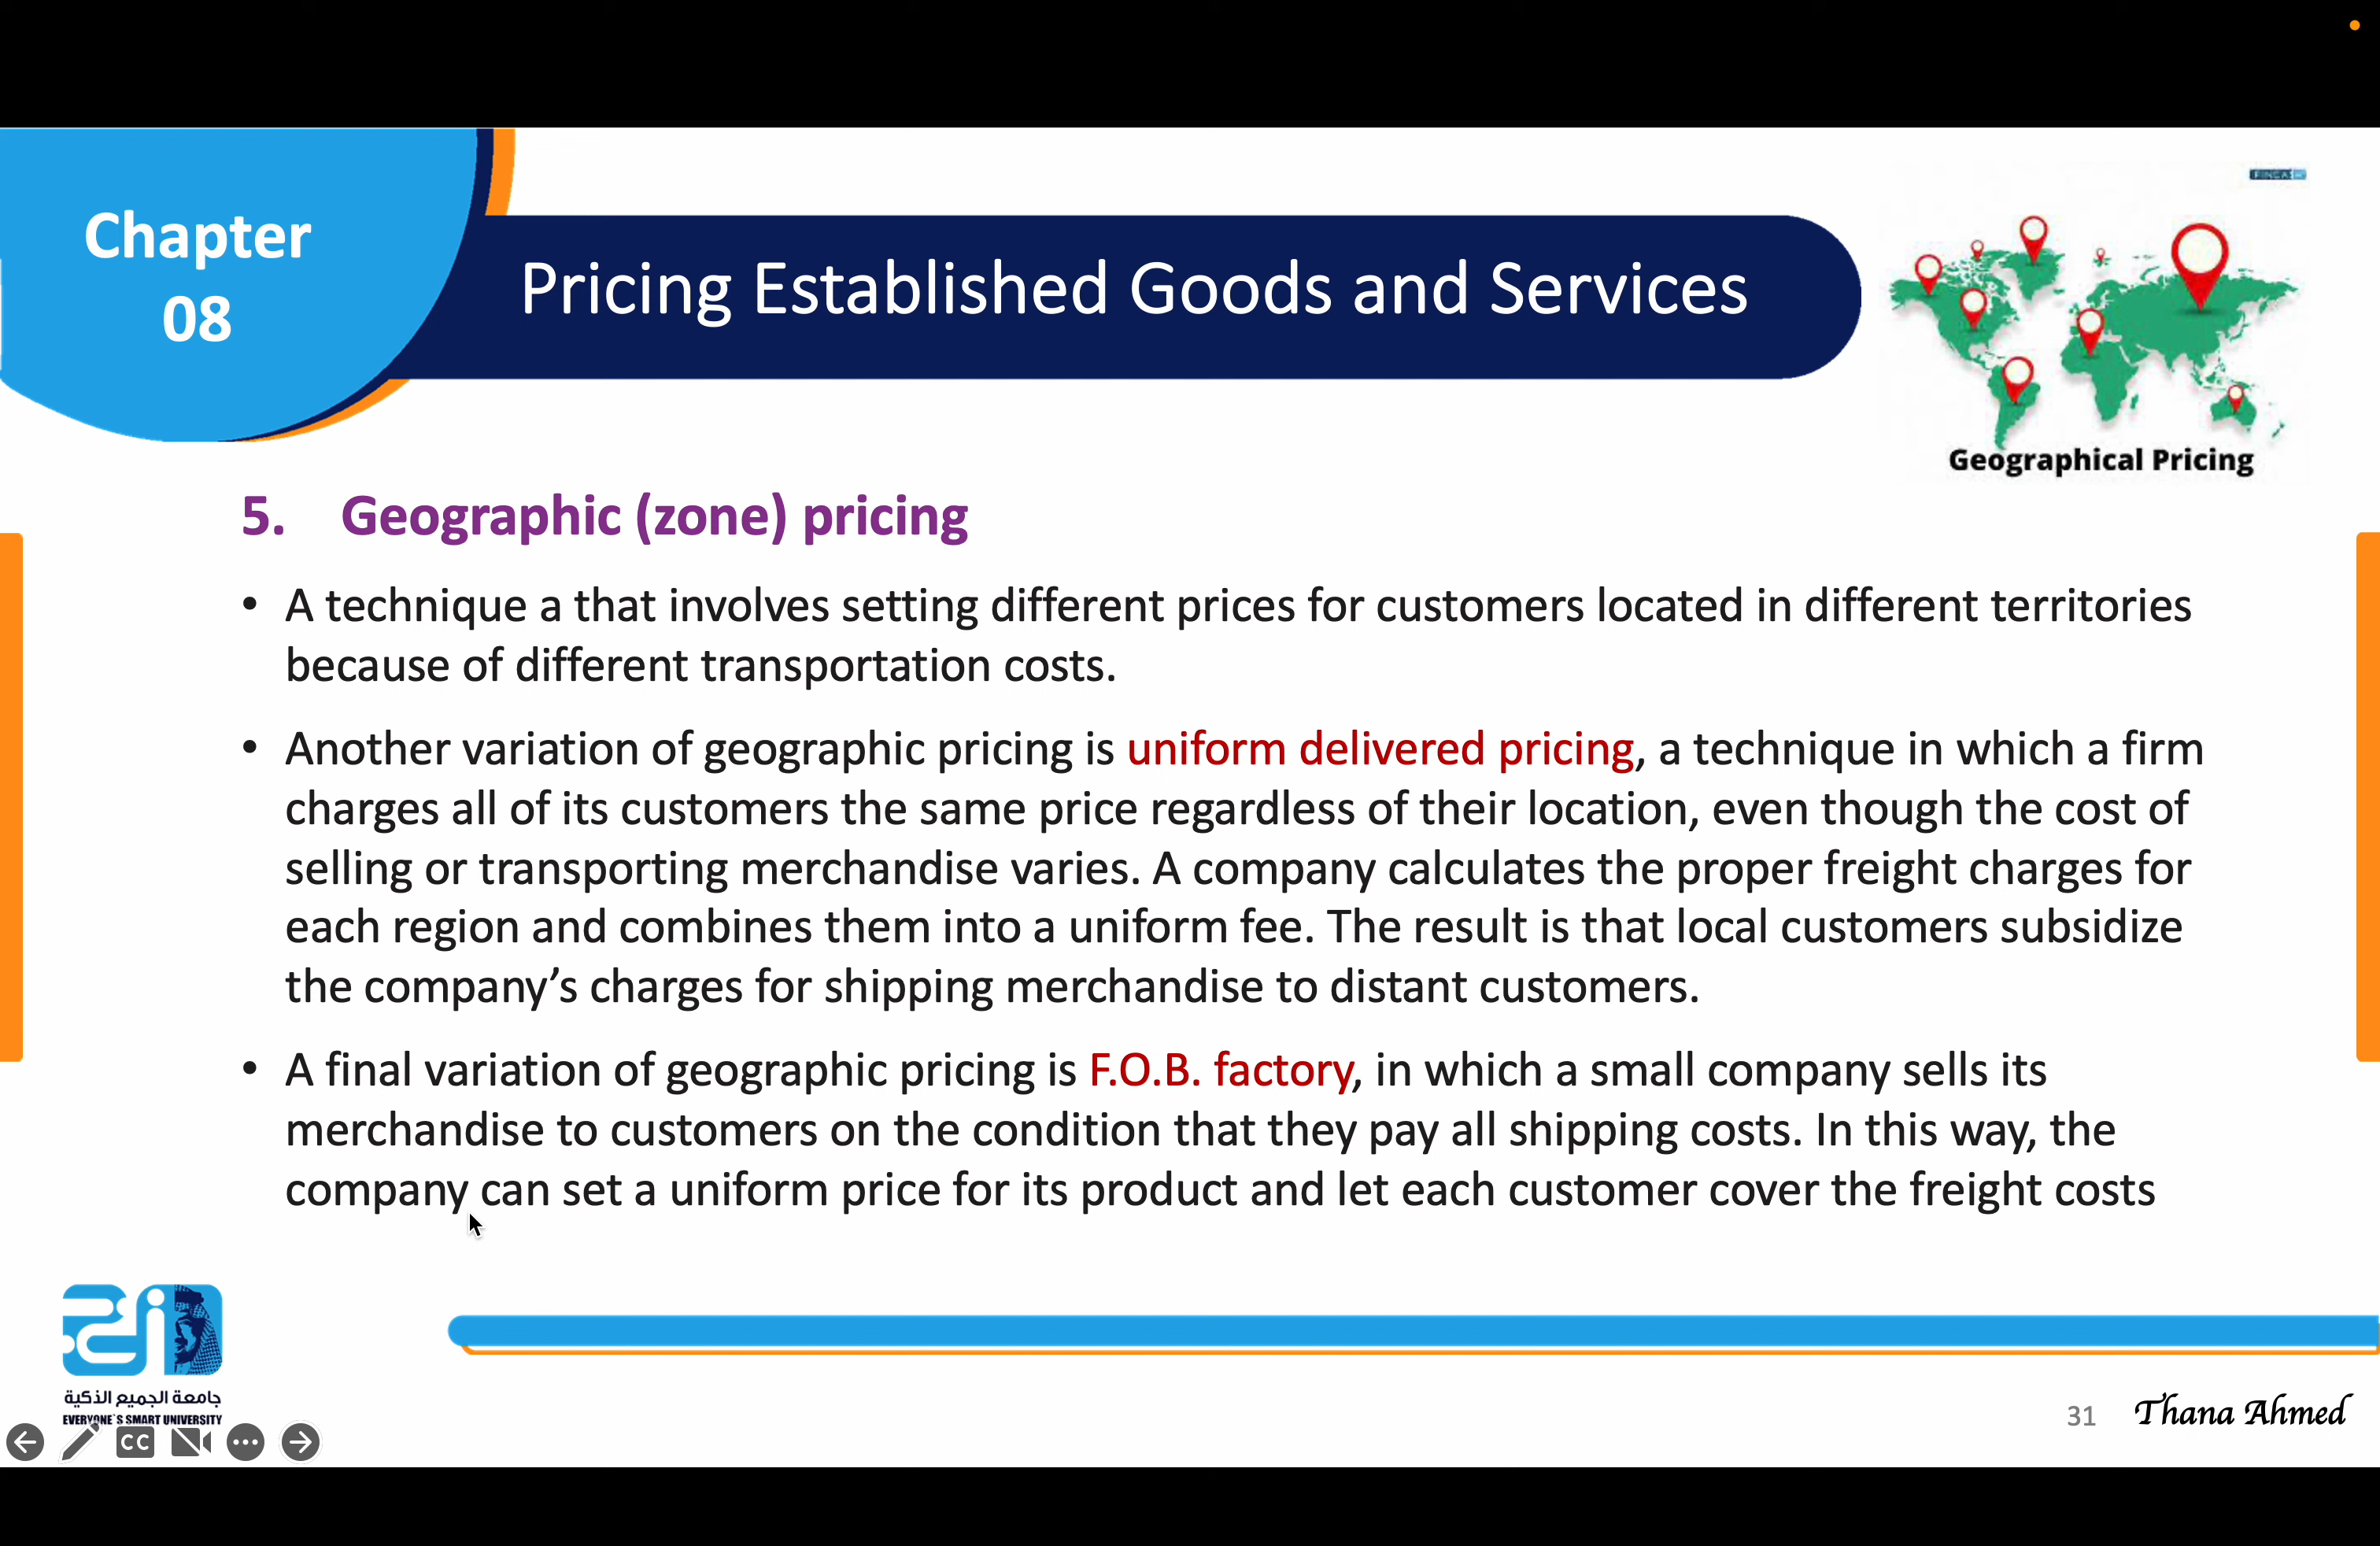 Chapter
08
Pricing Established Goods and Services
FINCASH
Geographical Pricing
5. Geographic (zone) pricing
• A technique a that involves setting different prices for customers located in different territories
because of different transportation costs.
• Another variation of geographic pricing is uniform delivered pricing, a technique in which a firm
charges all of its customers the same price regardless of their location, even though the cost of
selling or transporting merchandise varies. A company calculates the proper freight charges for
each region and combines them into a uniform fee. The result is that local customers subsidize
the company’s charges for shipping merchandise to distant customers.
• A final variation of geographic pricing is F.O.B. factory, in which a small company sells its
merchandise to customers on the condition that they pay all shipping costs. In this way, the
company can set a uniform price for its product and let each customer cover the freight costs
جامعة الجميع الذكية
EVERYONE`S SMART UNIVERSITY
CC
31 Thana Ahmed